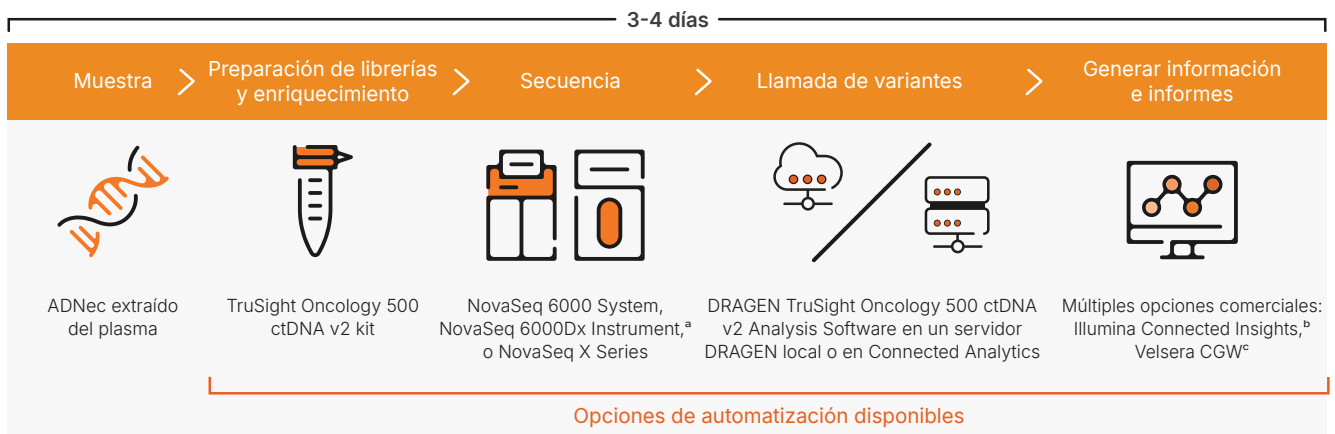 3-4 días
Muestra
Preparación de librerías
y enriquecimiento
Secuencia
Llamada de variantes
Generar información
e informes
ADNec extraído
del plasma
TruSight Oncology 500
ctDNA v2 kit
NovaSeq 6000 System,
NovaSeq 6000Dx Instrument,ᵃ
o NovaSeq X Series
DRAGEN TruSight Oncology 500 ctDNA
v2 Analysis Software en un servidor
DRAGEN local o en Connected Analytics
Múltiples opciones comerciales:
Illumina Connected Insights,ᵇ
Velsera CGWᶜ
Opciones de automatización disponibles